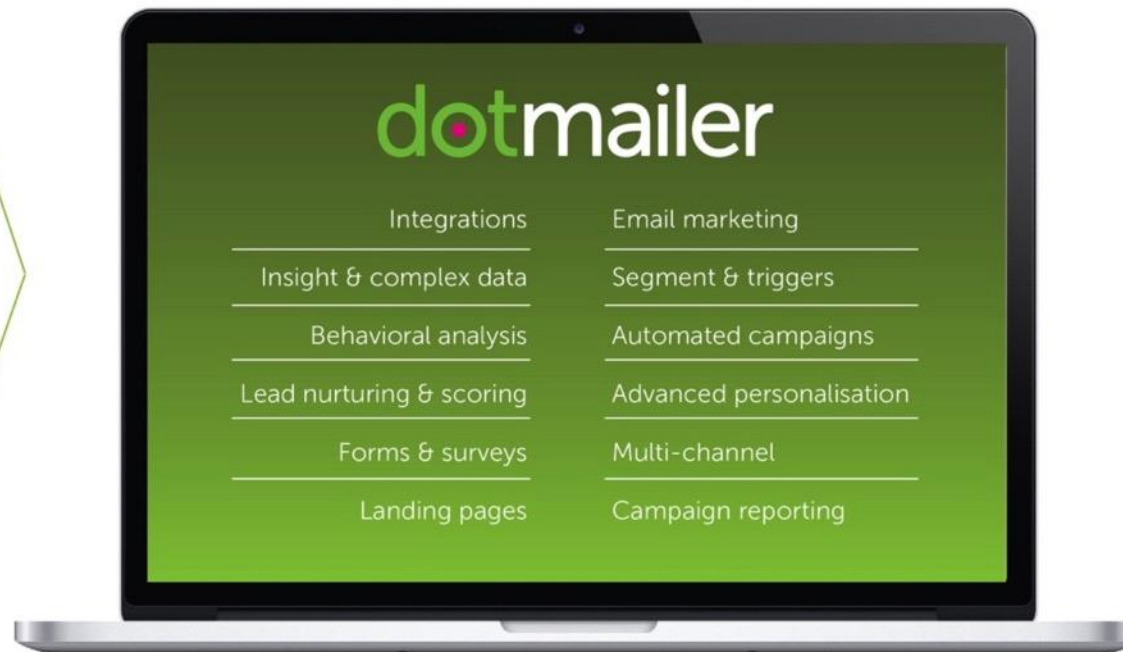 dotmailer
Integrations
Email marketing
Insight & complex data
Segment & triggers
Behavioral analysis
Automated campaigns
Lead nurturing & scoring
Advanced personalisation
Forms & surveys
Multi-channel
Landing pages
Campaign reporting